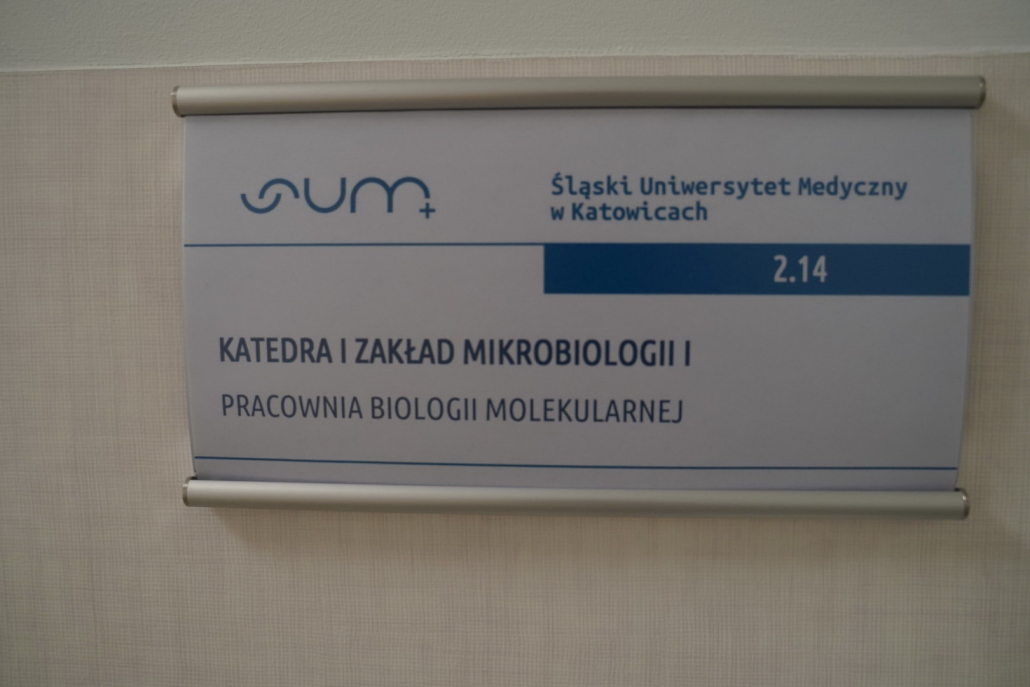 sum+
Śląski Uniwersytet Medyczny
w Katowicach
2.14
KATEDRA I ZAKŁAD MIKROBIOLOGII I
PRACOWNIA BIOLOGII MOLEKULARNEJ